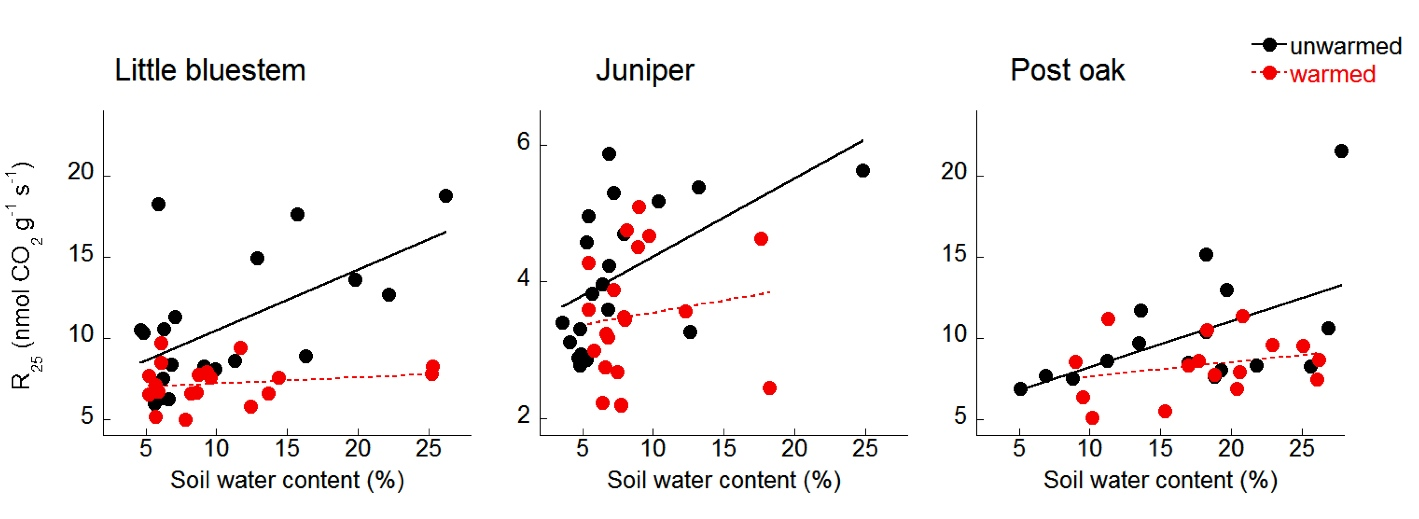 unwarmed
warmed
Little bluestem
Juniper
Post oak
R25 (nmol CO2 g-1 s-1)
20
15
10
5
5 10 15 20 25
Soil water content (%)
6
4
2
5 10 15 20 25
Soil water content (%)
20
15
10
5
5 10 15 20 25
Soil water content (%)